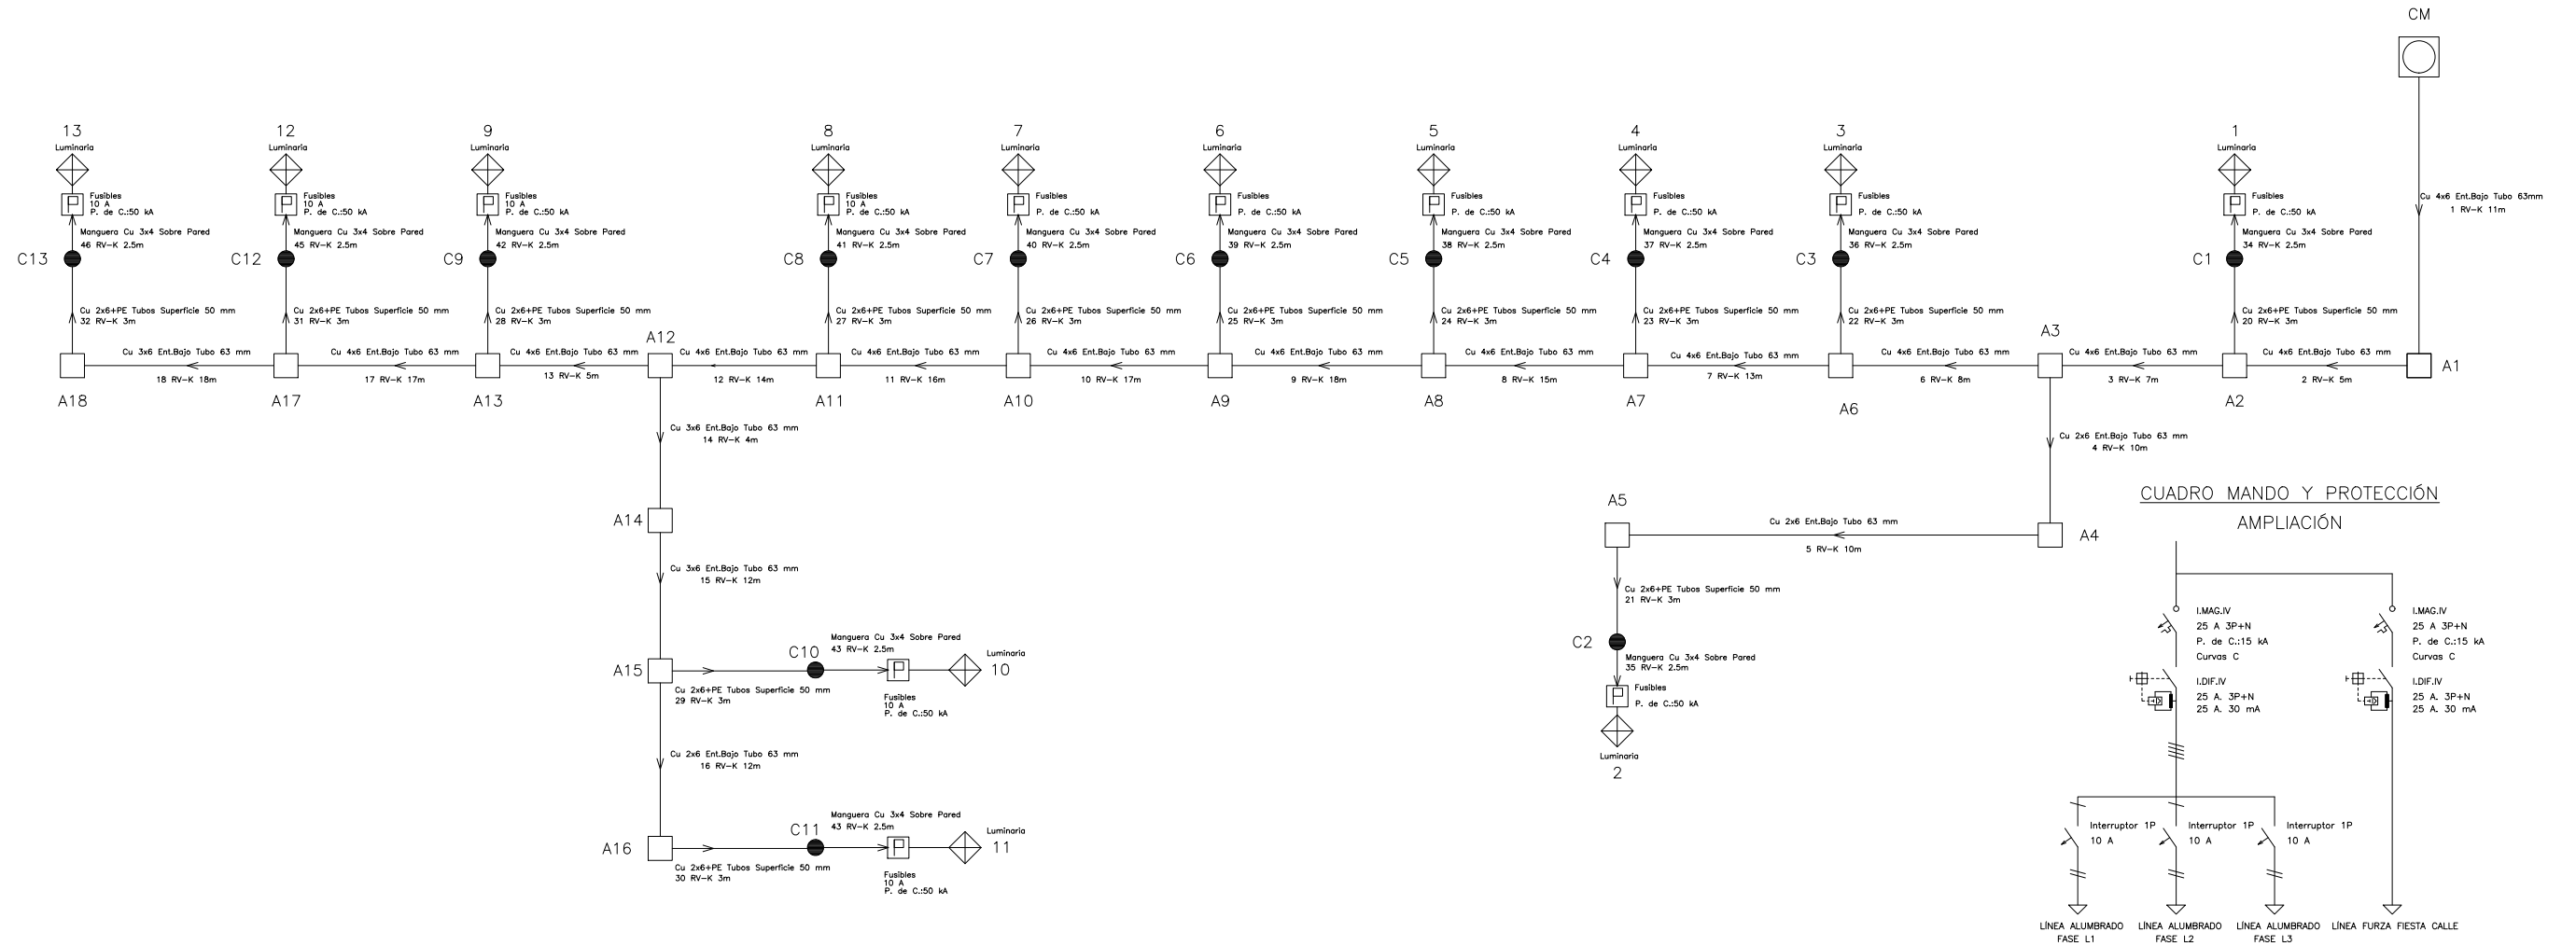 CM
Cu 4x6 Ent.Bajo Tubo 63mm
1 RV-K 11m
13
Luminaria
Fusibles
10 A
P. de C.:50 kA
Manguera Cu 3x4 Sobre Pared
46 RV-K 2.5m
C13
Cu 2x6+PE Tubos Superficie 50 mm
32 RV-K 3m
12
Luminaria
Fusibles
10 A
P. de C.:50 kA
Manguera Cu 3x4 Sobre Pared
45 RV-K 2.5m
C12
Cu 2x6+PE Tubos Superficie 50 mm
31 RV-K 3m
9
Luminaria
Fusibles
10 A
P. de C.:50 kA
Manguera Cu 3x4 Sobre Pared
42 RV-K 2.5m
C9
Cu 2x6+PE Tubos Superficie 50 mm
28 RV-K 3m
8
Luminaria
Fusibles
10 A
P. de C.:50 kA
Manguera Cu 3x4 Sobre Pared
41 RV-K 2.5m
C8
Cu 2x6+PE Tubos Superficie 50 mm
27 RV-K 3m
7
Luminaria
Fusibles
P. de C.:50 kA
Manguera Cu 3x4 Sobre Pared
40 RV-K 2.5m
C7
Cu 2x6+PE Tubos Superficie 50 mm
26 RV-K 3m
6
Luminaria
Fusibles
P. de C.:50 kA
Manguera Cu 3x4 Sobre Pared
39 RV-K 2.5m
C6
Cu 2x6+PE Tubos Superficie 50 mm
25 RV-K 3m
5
Luminaria
Fusibles
P. de C.:50 kA
Manguera Cu 3x4 Sobre Pared
38 RV-K 2.5m
C5
Cu 2x6+PE Tubos Superficie 50 mm
24 RV-K 3m
4
Luminaria
Fusibles
P. de C.:50 kA
Manguera Cu 3x4 Sobre Pared
37 RV-K 2.5m
C4
Cu 2x6+PE Tubos Superficie 50 mm
23 RV-K 3m
3
Luminaria
Fusibles
P. de C.:50 kA
Manguera Cu 3x4 Sobre Pared
36 RV-K 2.5m
C3
Cu 2x6+PE Tubos Superficie 50 mm
22 RV-K 3m
1
Luminaria
Fusibles
P. de C.:50 kA
Manguera Cu 3x4 Sobre Pared
34 RV-K 2.5m
C1
Cu 2x6+PE Tubos Superficie 50 mm
20 RV-K 3m
A18
Cu 3x6 Ent.Bajo Tubo 63 mm
18 RV-K 18m
A17
Cu 4x6 Ent.Bajo Tubo 63 mm
17 RV-K 17m
A13
Cu 4x6 Ent.Bajo Tubo 63 mm
13 RV-K 5m
A12
Cu 4x6 Ent.Bajo Tubo 63 mm
12 RV-K 14m
A11
Cu 4x6 Ent.Bajo Tubo 63 mm
11 RV-K 16m
A10
Cu 4x6 Ent.Bajo Tubo 63 mm
10 RV-K 17m
A9
Cu 4x6 Ent.Bajo Tubo 63 mm
9 RV-K 18m
A8
Cu 4x6 Ent.Bajo Tubo 63 mm
8 RV-K 15m
A7
Cu 4x6 Ent.Bajo Tubo 63 mm
7 RV-K 13m
A6
Cu 4x6 Ent.Bajo Tubo 63 mm
6 RV-K 8m
A3
Cu 4x6 Ent.Bajo Tubo 63 mm
3 RV-K 7m
A2
Cu 4x6 Ent.Bajo Tubo 63 mm
2 RV-K 5m
A1
Cu 3x6 Ent.Bajo Tubo 63 mm
14 RV-K 4m
A14
Cu 3x6 Ent.Bajo Tubo 63 mm
15 RV-K 12m
A15
Cu 2x6+PE Tubos Superficie 50 mm
29 RV-K 3m
C10
Manguera Cu 3x4 Sobre Pared
43 RV-K 2.5m
Fusibles
10 A
P. de C.:50 kA
Luminaria
10
Cu 2x6 Ent.Bajo Tubo 63 mm
16 RV-K 12m
A16
Cu 2x6+PE Tubos Superficie 50 mm
30 RV-K 3m
C11
Manguera Cu 3x4 Sobre Pared
43 RV-K 2.5m
Fusibles
10 A
P. de C.:50 kA
Luminaria
11
Cu 2x6 Ent.Bajo Tubo 63 mm
4 RV-K 10m
A4
Cu 2x6 Ent.Bajo Tubo 63 mm
5 RV-K 10m
A5
Cu 2x6+PE Tubos Superficie 50 mm
21 RV-K 3m
C2
Manguera Cu 3x4 Sobre Pared
35 RV-K 2.5m
Fusibles
P. de C.:50 kA
Luminaria
2
CUADRO MANDO Y PROTECCIÓN
AMPLIACIÓN
I.MAG.IV
25 A 3P+N
P. de C.:15 kA
Curvas C
I.DIF.IV
25 A. 3P+N
25 A. 30 mA
I.MAG.IV
25 A 3P+N
P. de C.:15 kA
Curvas C
I.DIF.IV
25 A. 3P+N
25 A. 30 mA
Interruptor 1P
10 A
Interruptor 1P
10 A
Interruptor 1P
10 A
LÍNEA ALUMBRADO
FASE L1
LÍNEA ALUMBRADO
FASE L2
LÍNEA ALUMBRADO
FASE L3
LÍNEA FURZA FIESTA CALLE